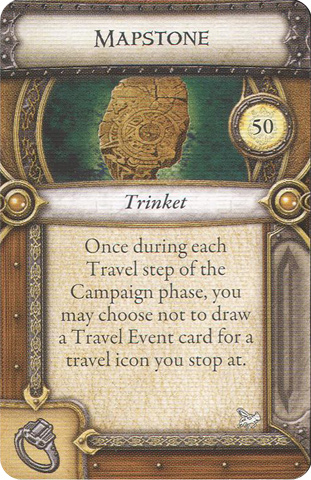 Mapstone
50
Trinket
Once during each
Travel step of the
Campaign phase, you
may choose not to draw
a Travel Event card for a
travel icon you stop at.